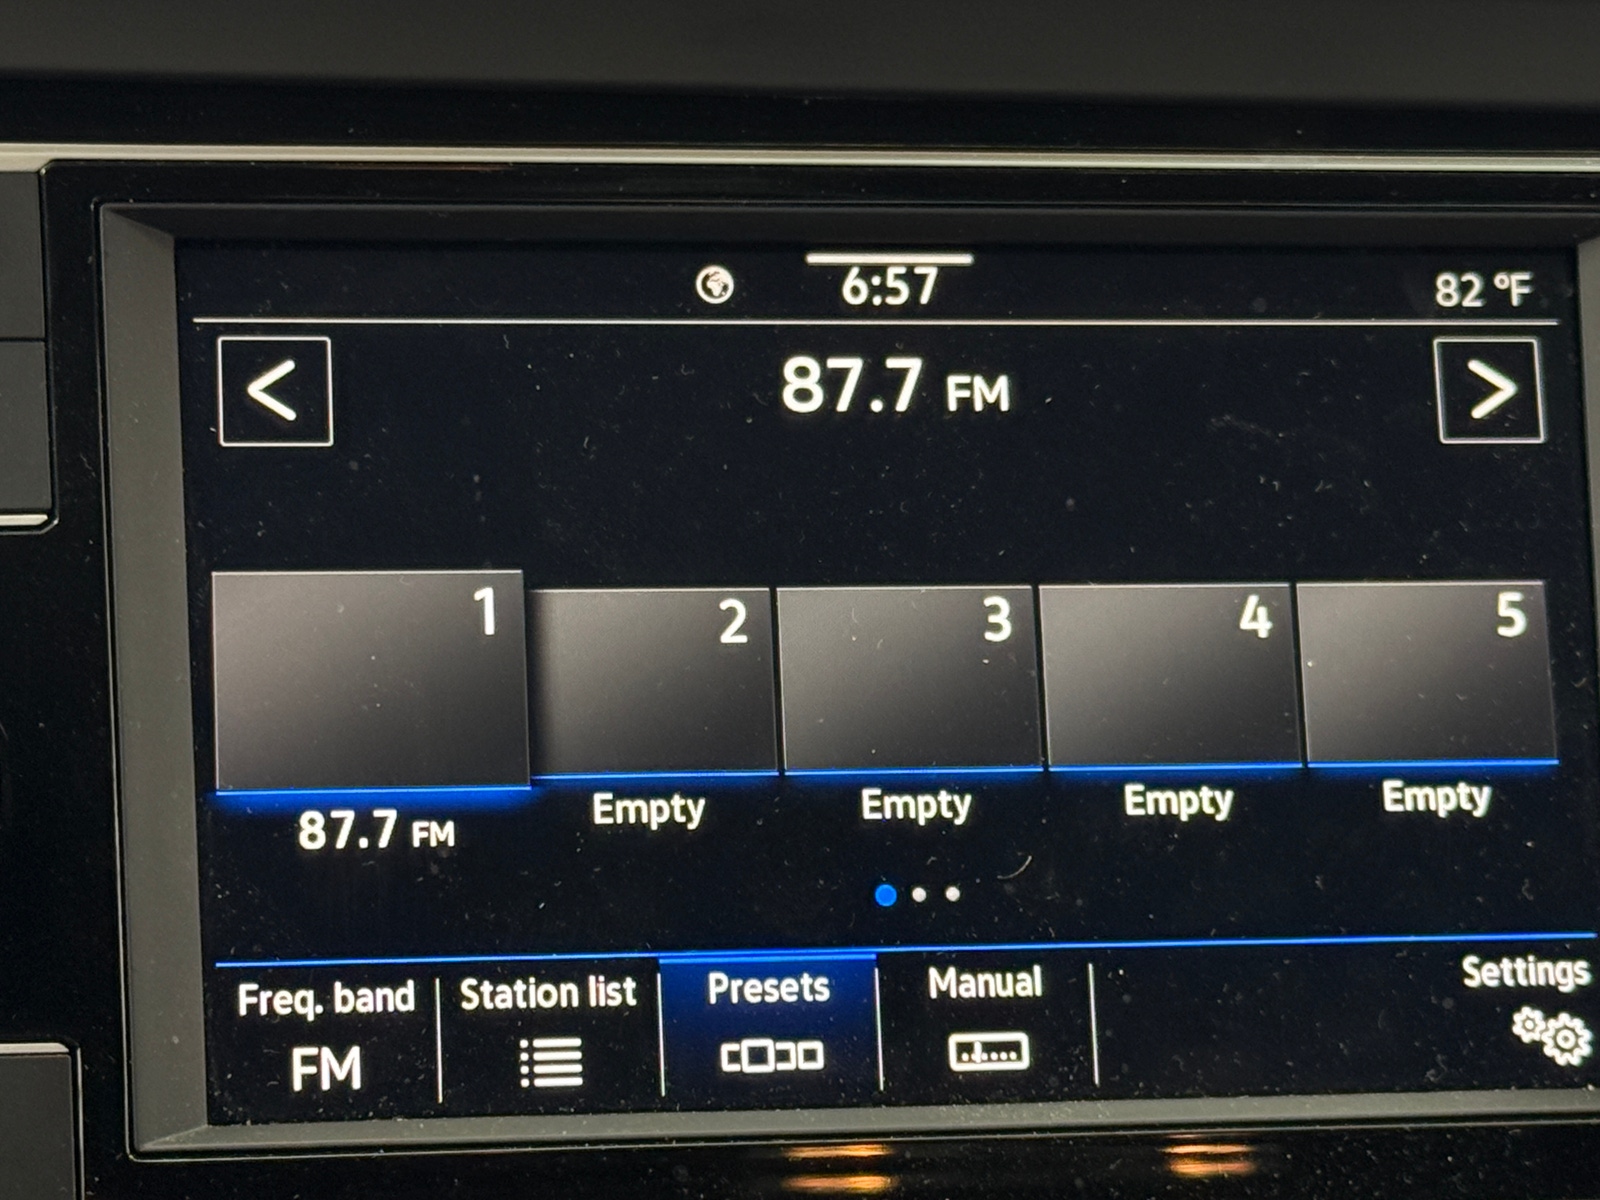 6:57
82 °F
<
87.7 FM
>
1
2
3
4
5
87.7 FM
Empty
Empty
Empty
Empty
Freq. band
FM
Station list
Presets
Manual
Settings